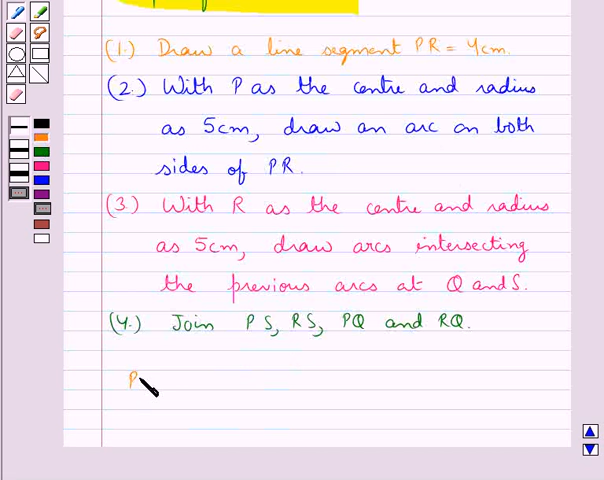 (1.) Draw a line segment PR = 4cm.
(2.) With P as the centre and radius
as 5cm, draw an arc on both
sides of PR.
(3.) With R as the centre and radius
as 5cm, draw arcs intersecting
the previous arcs at Q and S.
(4.) Join PS, RS, PQ and RQ.
P